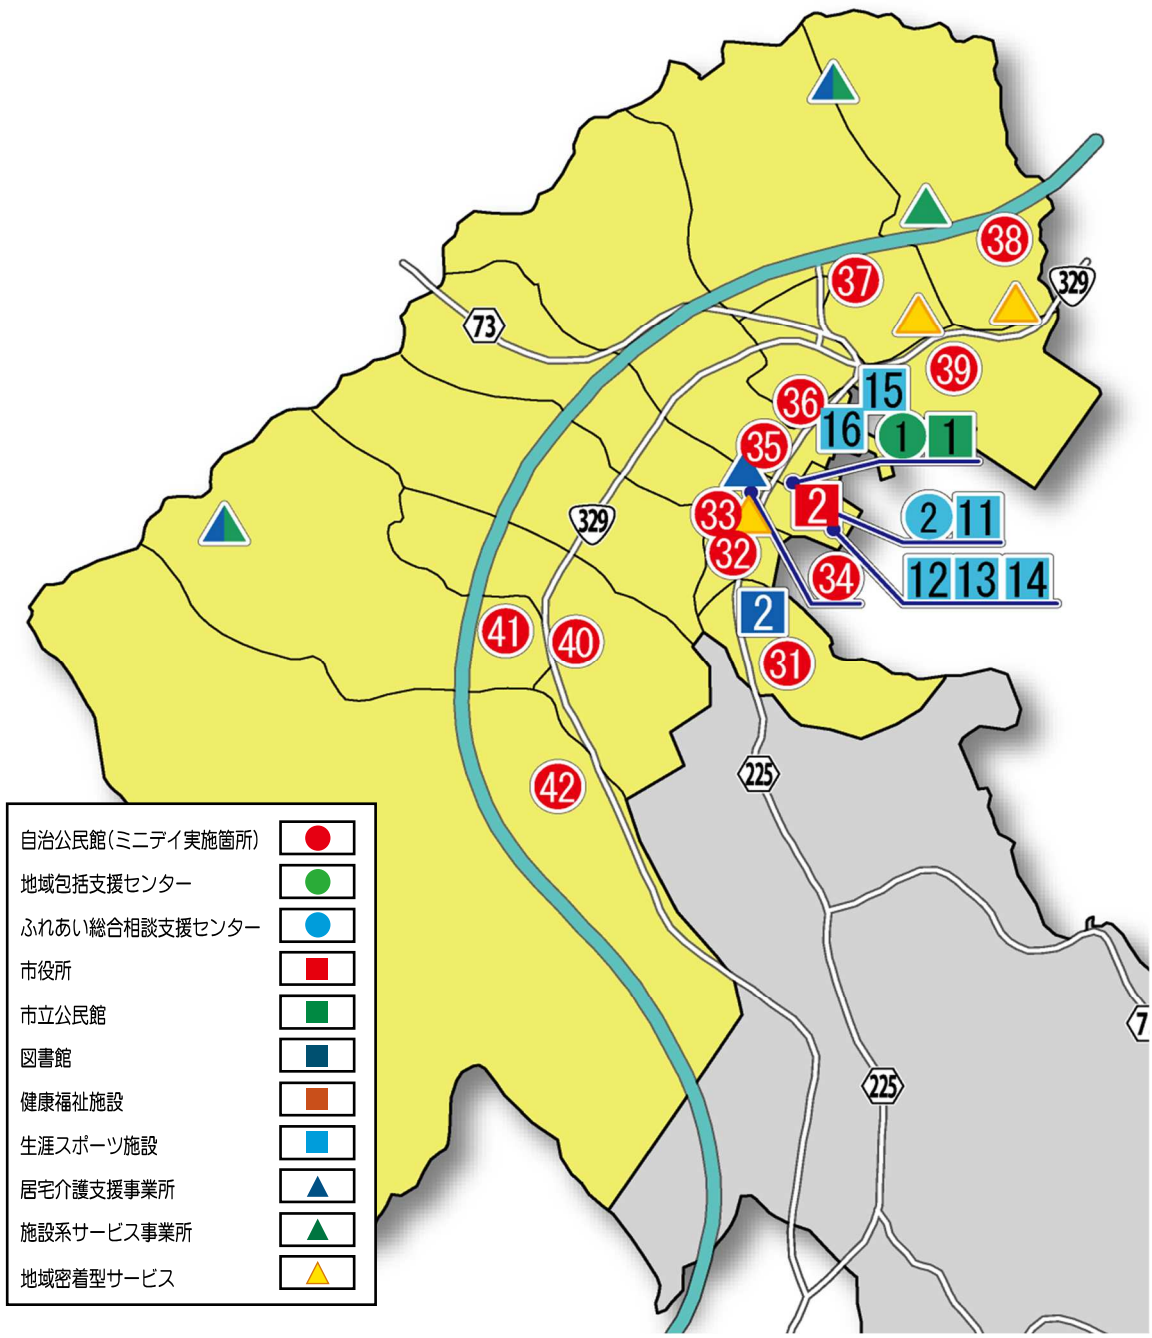 38
37
329
73
39
15
36
16
1
1
35
33
2
2
11
329
32
34
12
13
14
2
41
40
31
225
42
7
225
自治公民館(ミニデイ実施箇所)
地域包括支援センター
ふれあい総合相談支援センター
市役所
市立公民館
図書館
健康福祉施設
生涯スポーツ施設
居宅介護支援事業所
施設系サービス事業所
地域密着型サービス